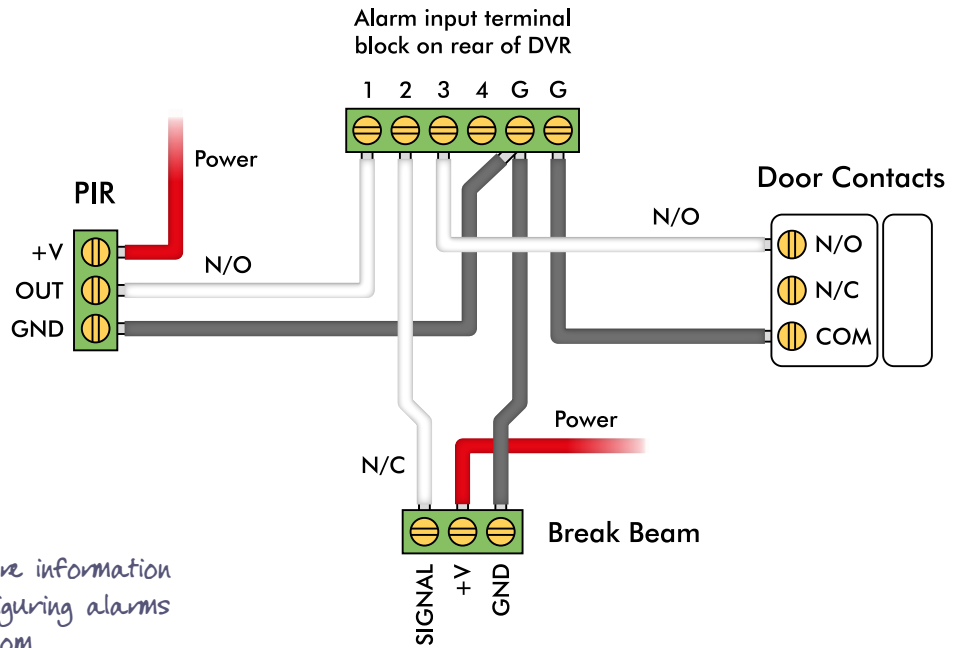 Alarm input terminal
block on rear of DVR
1 2 3 4 G G
Power
PIR
+V
OUT
GND
N/O
Door Contacts
N/O
N/O
N/C
COM
Power
N/C
Break Beam
SIGNAL
+V
GND
information
alarms